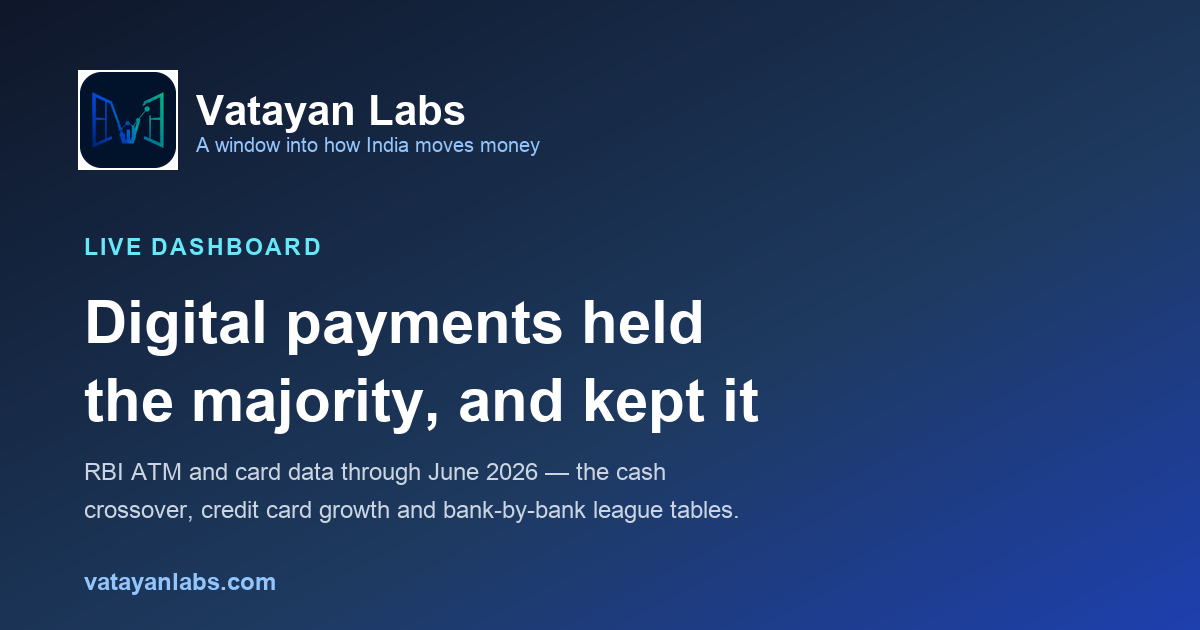 Vatayan Labs
A window into how India moves money
LIVE DASHBOARD
Digital payments held
the majority, and kept it
RBI ATM and card data through June 2026 — the cash
crossover, credit card growth and bank-by-bank league tables.
vatayanlabs.com